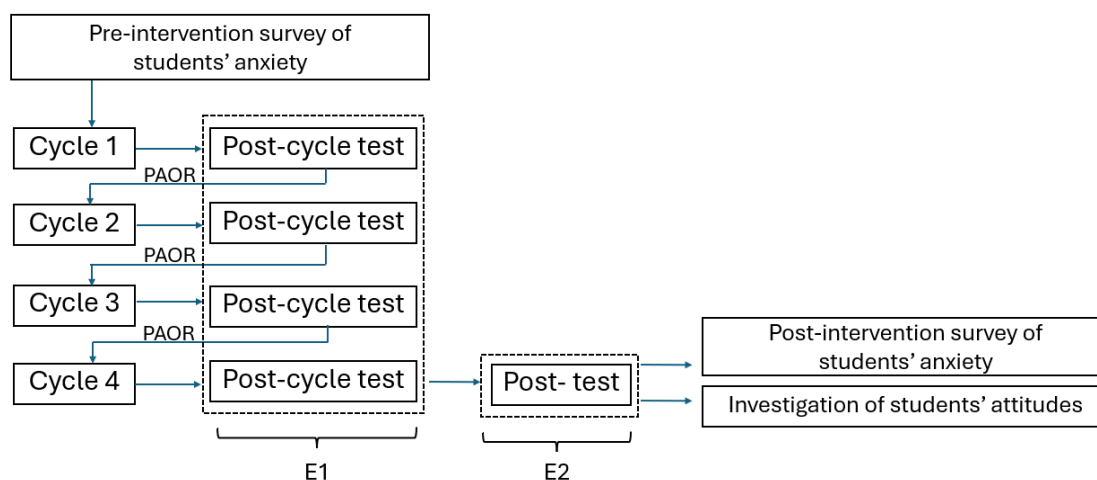 Pre-intervention survey of
students’ anxiety
Cycle 1
Post-cycle test
PAOR
Cycle 2
Post-cycle test
PAOR
Cycle 3
Post-cycle test
PAOR
Cycle 4
Post-cycle test
Post- test
Post-intervention survey of
students’ anxiety
Investigation of students’ attitudes
E1
E2